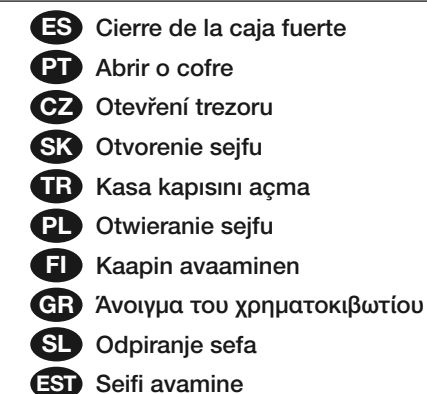 ES Cierre de la caja fuerte
PT Abrir o cofre
CZ Otevření trezoru
SK Otvorenie sejfu
TR Kasa kapısını açma
PL Otwieranie sejfu
FI Kaapin avaaminen
GR Άνοιγμα του χρηματοκιβωτίου
SL Odpiranje sefa
EST Seifi avamine